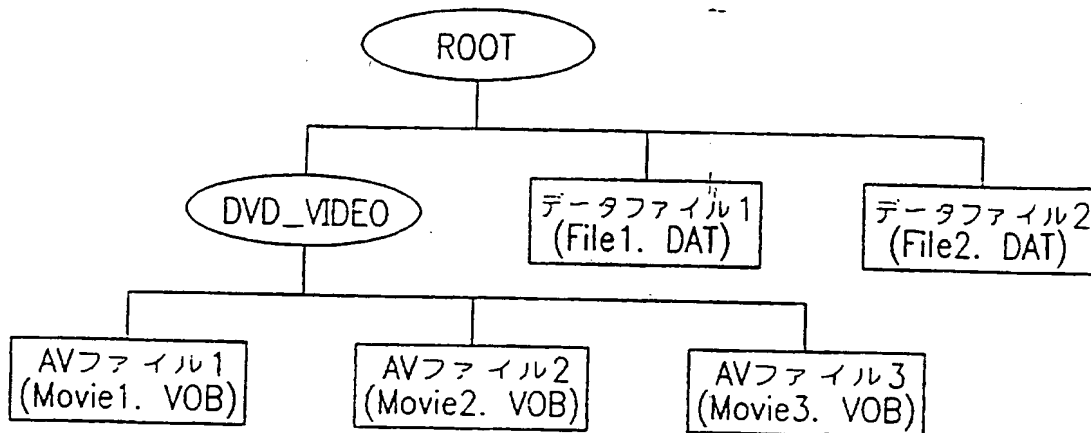 ROOT
DVD_VIDEO
データファイル1
(File1. DAT)
データファイル2
(File2. DAT)
AVファイル1
(Movie1. VOB)
AVファイル2
(Movie2. VOB)
AVファイル3
(Movie3. VOB)